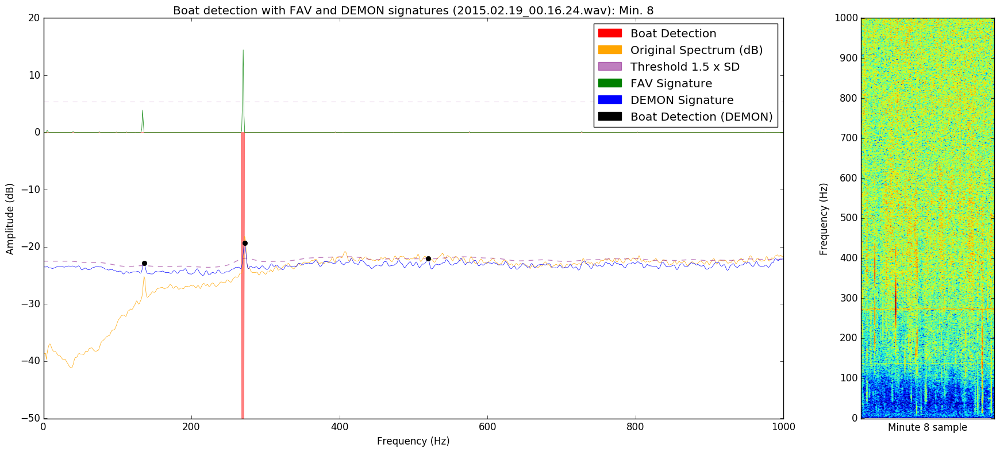 Boat detection with FAV and DEMON signatures (2015.02.19_00.16.24.wav): Min. 8
20
10
0
−10
−20
−30
−40
−50
Amplitude (dB)
0
200
400
600
800
1000
Frequency (Hz)
Boat Detection
Original Spectrum (dB)
Threshold 1.5 x SD
FAV Signature
DEMON Signature
Boat Detection (DEMON)
1000
900
800
700
600
500
400
300
200
100
0
Frequency (Hz)
Minute 8 sample